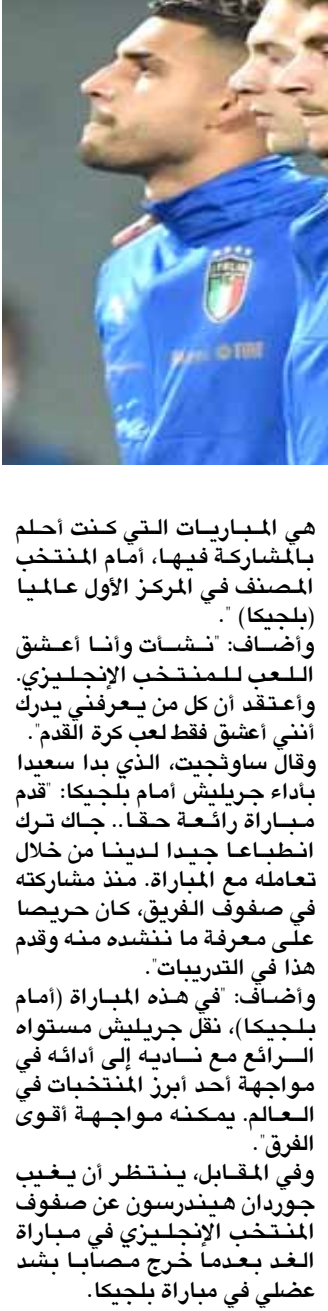 ITALIA
هي المباريات التي كنت أحلم
بالمشاركة فيها، أمام المنتخب
المصنف في المركز الأول عالميا
(بلجيكا) ".
وأضاف: "نشأت وأنا أعشق
اللعب للمنتخب الإنجليزي.
وأعتقد أن كل من يعرفني يدرك
أنني أعشق فقط لعب كرة القدم".
وقال ساوثجيت، الذي بدا سعيدا
بأداء جريليش أمام بلجيكا: "قدم
مباراة رائعة حقا.. جاك ترك
انطباعا جيدا لدينا من خلال
تعامله مع المباراة. منذ مشاركته
في صفوف الفريق، كان حريصا
على معرفة ما ننشده منه وقدم
هذا في التدريبات".
وأضاف: "في هذه المباراة (أمام
بلجيكا)، نقل جريليش مستواه
الرائع مع ناديه إلى أدائه في
مواجهة أحد أبرز المنتخبات في
العالم. يمكنه مواجهة أقوى
الفرق".
وفي المقابل، ينتظر أن يغيب
جوردان هيندرسون عن صفوف
المنتخب الإنجليزي في مباراة
الغد بعدما خرج مصابا بشد
عضلي في مباراة بلجيكا.